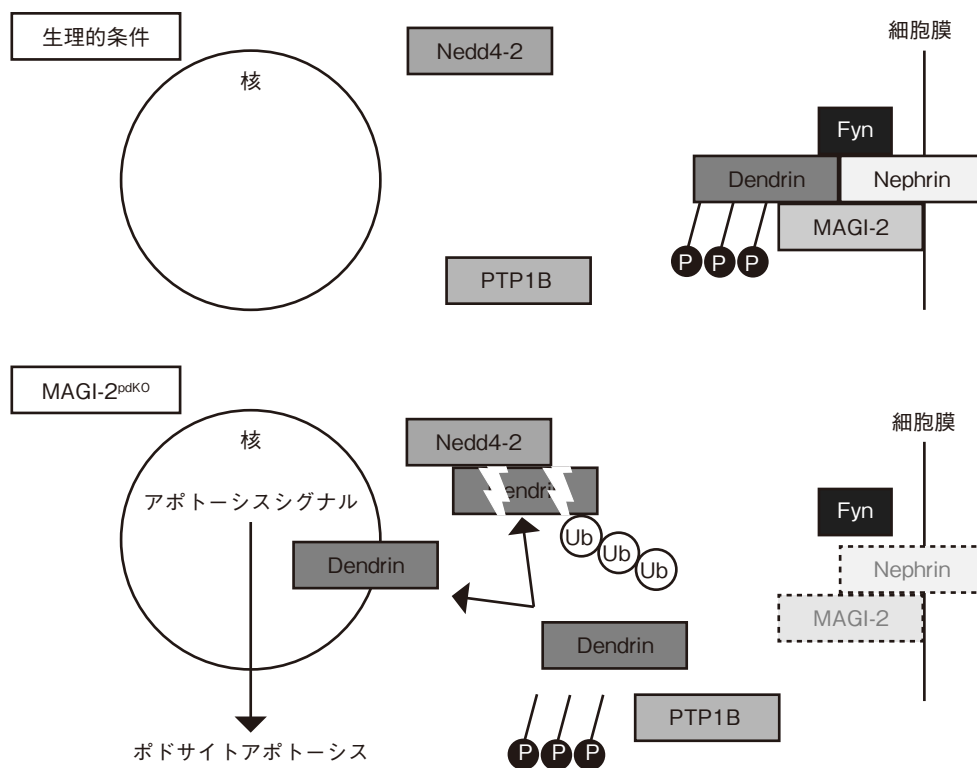 生理的条件
核
Nedd4-2
細胞膜
Fyn
Dendrin
Nephrin
MAGI-2
P P P
PTP1B
MAGI-2pdKO
核
アポトーシスシグナル
Dendrin
ポドサイトアポトーシス
Nedd4-2
Dendrin
Ub
Ub
Ub
Dendrin
P P P
PTP1B
細胞膜
Fyn
Nephrin
MAGI-2